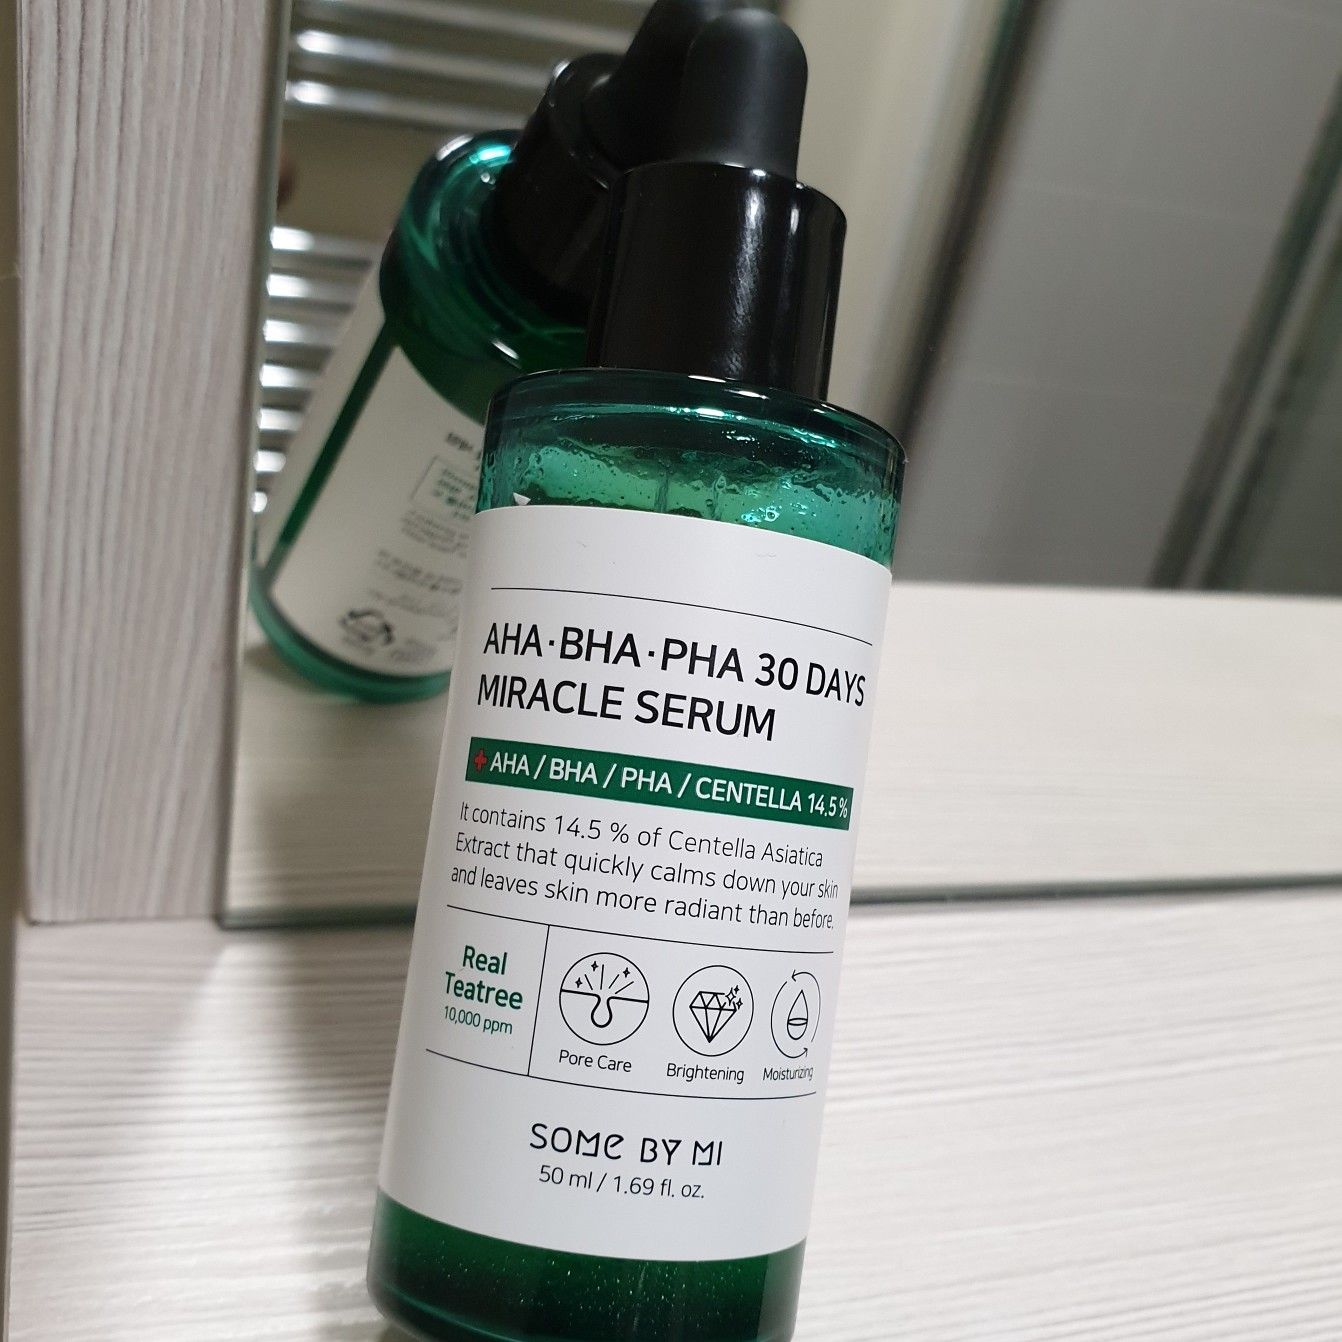 AHA·BHA·PHA 30 DAYS
MIRACLE SERUM
+ AHA / BHA / PHA / CENTELLA 14.5%
It contains 14.5 % of Centella Asiatica
Extract that quickly calms down your skin
and leaves skin more radiant than before.
Real
Teatree
10,000 ppm
Pore Care
Brightening
Moisturizing
SOME BY MI
50 ml / 1.69 fl. oz.